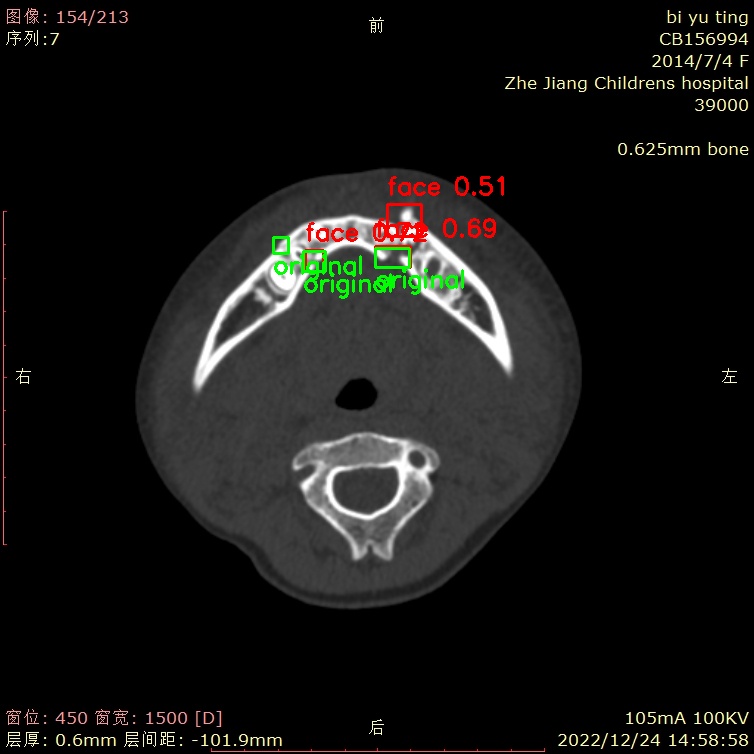 图像: 154/213
序列:7
前
bi yu ting
CB156994
2014/7/4 F
Zhe Jiang Childrens hospital
39000
0.625mm bone
face 0.51
face 0.72
face 0.69
original
original
original
右
左
窗位: 450 窗宽: 1500 [D]
层厚: 0.6mm 层间距: -101.9mm
后
105mA 100KV
2022/12/24 14:58:58